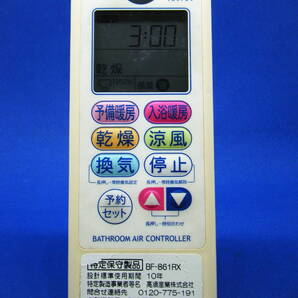 3:00
乾燥
予備暖房 入浴暖房
乾燥 涼風
換気 停止
予約
セット
BATHROOM AIR CONTROLLER
特定保守製品 BF-861RX
設計標準使用期間 10年
特定製造事業者等名 高須産業株式会社
問合せ連絡先 0120-775-191